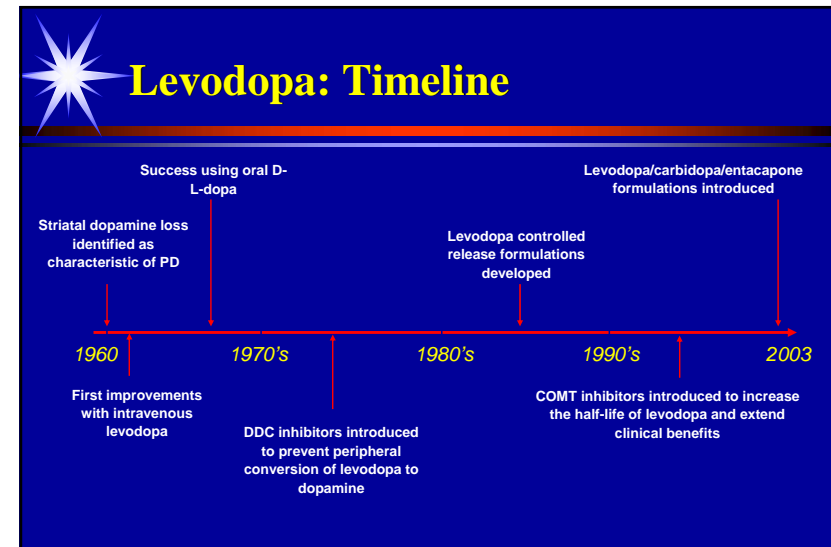 Levodopa: Timeline
Success using oral D-
L-dopa
Levodopa/carbidopa/entacapone
formulations introduced
Striatal dopamine loss
identified as
characteristic of PD
Levodopa controlled
release formulations
developed
1960
1970's
1980's
1990's
2003
First improvements
with intravenous
levodopa
DDC inhibitors introduced
to prevent peripheral
conversion of levodopa to
dopamine
COMT inhibitors introduced to increase
the half-life of levodopa and extend
clinical benefits